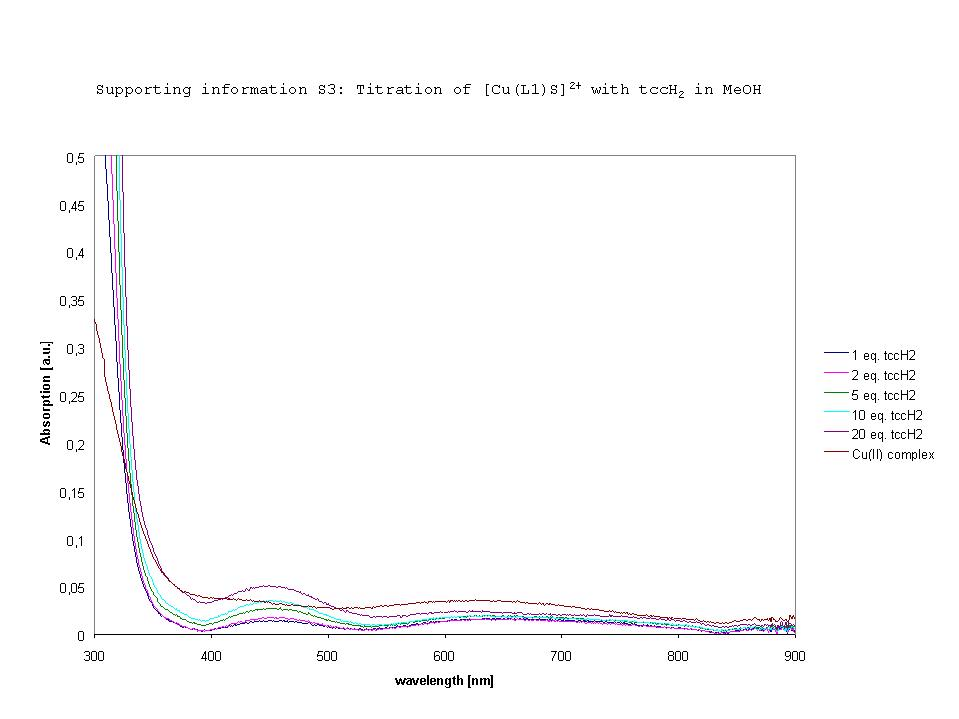 Supporting information S3: Titration of [Cu(L1)S]²⁺ with tccH₂ in MeOH
0,5
0,45
0,4
0,35
0,3
0,25
0,2
0,15
0,1
0,05
0
Absorption [a.u.]
300 400 500 600 700 800 900
wavelength [nm]
1 eq. tccH2
2 eq. tccH2
5 eq. tccH2
10 eq. tccH2
20 eq. tccH2
Cu(II) complex